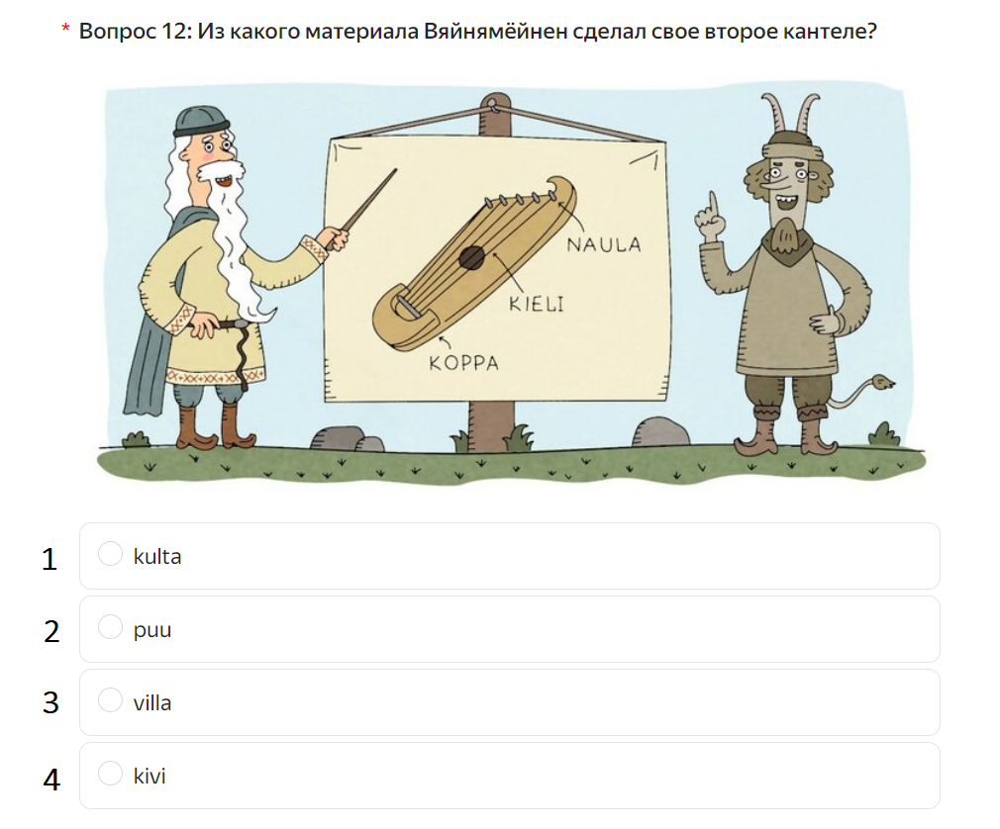 * Вопрос 12: Из какого материала Вяйнямёйнен сделал свое второе кантеле?
NAULA
KIELI
KOPPA
1 kulta
2 puu
3 villa
4 kivi